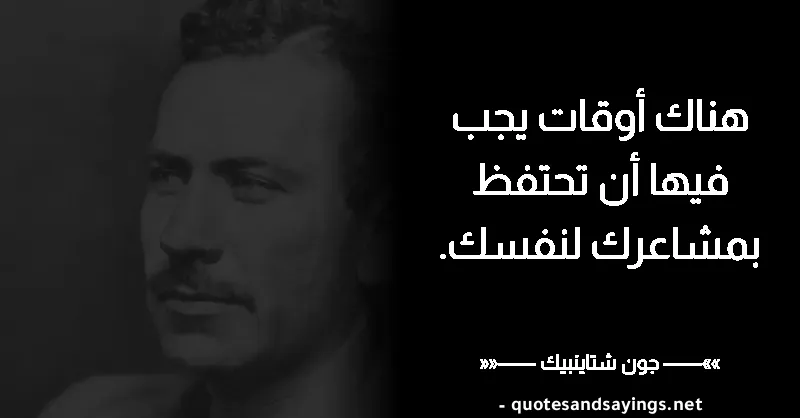 هناك أوقات يجب
فيها أن تحتفظ
بمشاعرك لنفسك.
»»—— جون شتاينبيك ——««
- quotesandsayings.net